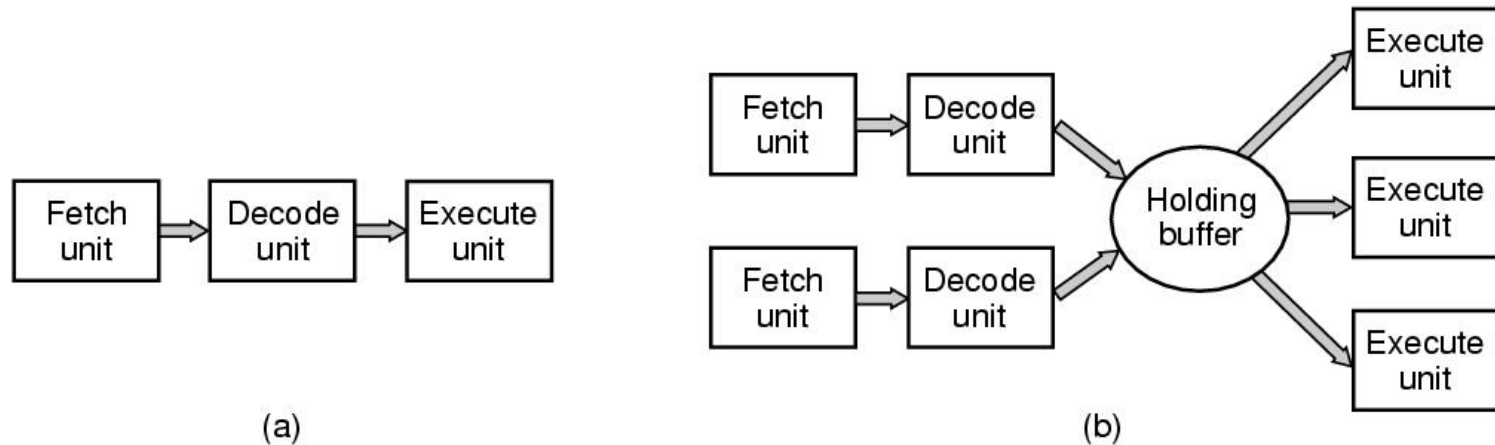 Fetch
unit
Decode
unit
Execute
unit
(a)
Fetch
unit
Decode
unit
Fetch
unit
Decode
unit
Holding
buffer
Execute
unit
Execute
unit
Execute
unit
(b)